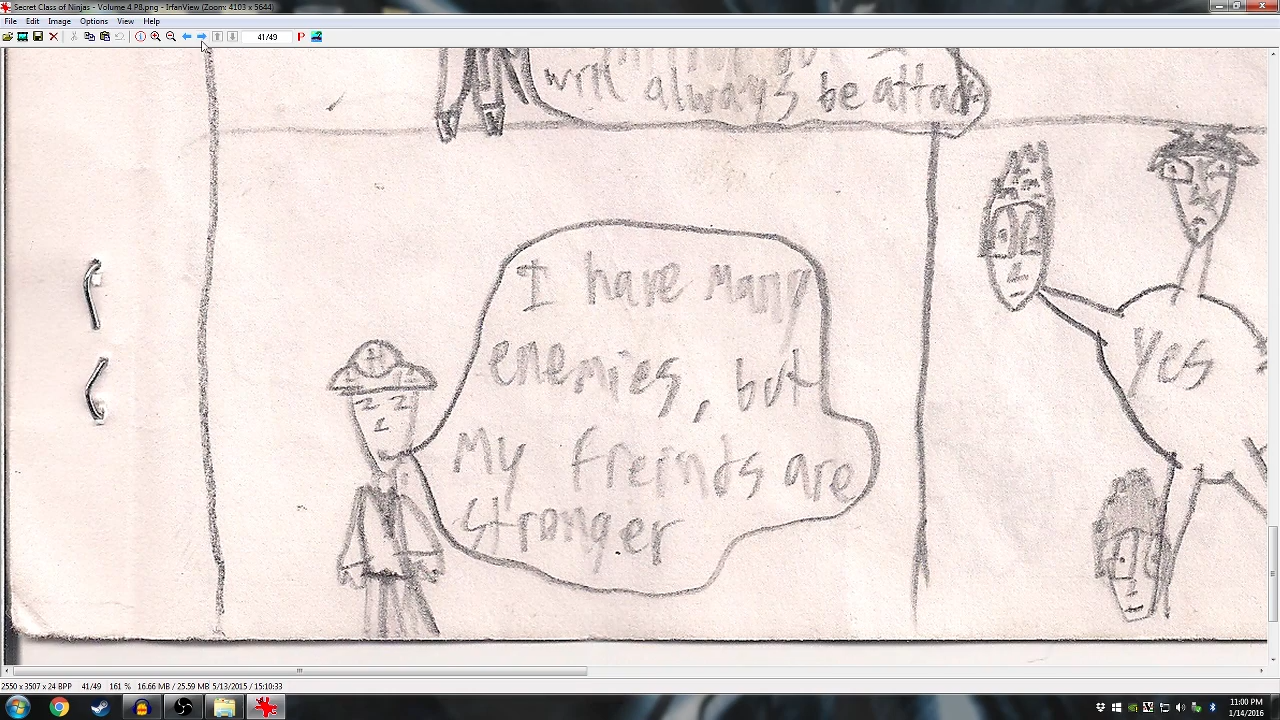 Secret Class of Ninjas - Volume 4 P8.png - IrfanView (Zoom: 4103 x 5644)
File Edit Image Options View Help
41/49
always be attack
I have many
enemies, but
My freinds are
stronger
yes
2550 x 3507 x 24 BPP 41/49 161 % 16.66 MB / 25.59 MB 5/13/2015 / 15:10:33
11:00 PM
1/14/2016